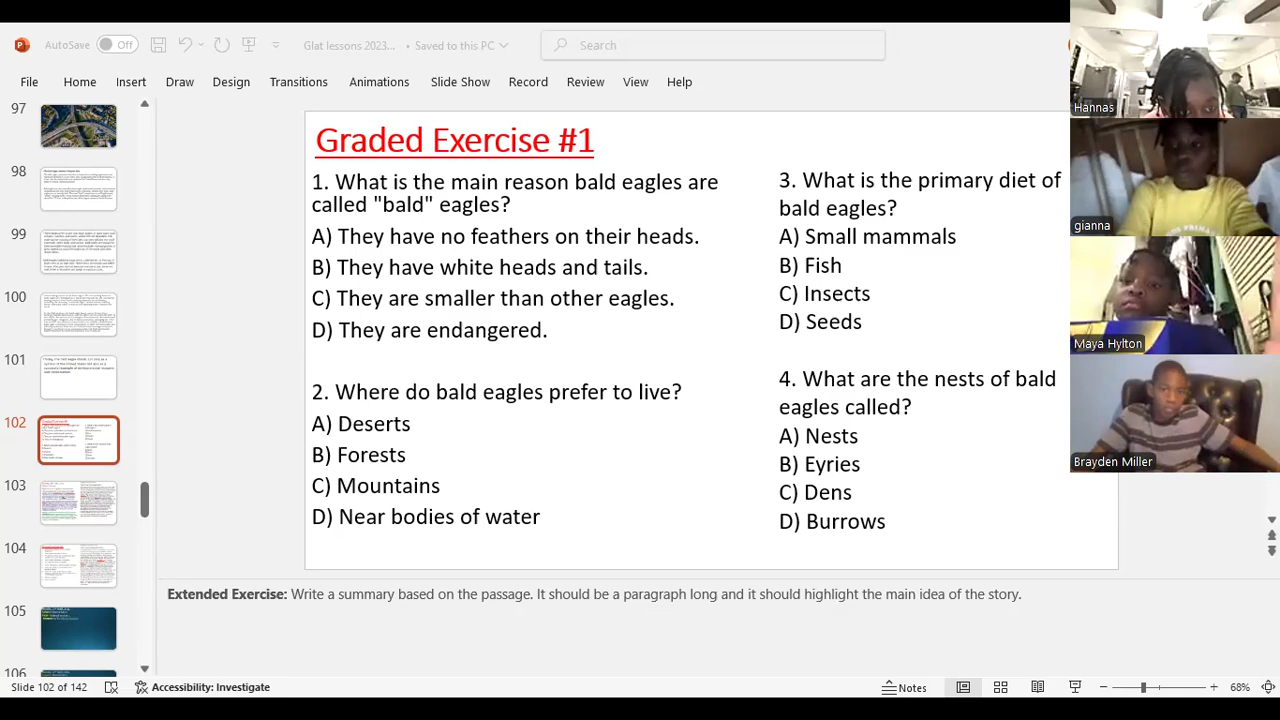 AutoSave
Off
Glat lessons 2023... • Saved to this PC
Search
File Home Insert Draw Design Transitions Animations Slide Show Record Review View Help
97
98
99
100
101
102
103
104
105
106
Graded Exercise #1
1. What is the main reason bald eagles are
called "bald" eagles?
A) They have no feathers on their heads.
B) They have white heads and tails.
C) They are smaller than other eagles.
D) They are endangered.
2. Where do bald eagles prefer to live?
A) Deserts
B) Forests
C) Mountains
D) Near bodies of water
3. What is the primary diet of
bald eagles?
A) Small mammals
B) Fish
C) Insects
D) Seeds
4. What are the nests of bald
eagles called?
A) Nests
B) Eyries
C) Dens
D) Burrows
Hannas
gianna
Maya Hylton
Brayden Miller
Extended Exercise: Write a summary based on the passage. It should be a paragraph long and it should highlight the main idea of the story.
Slide 102 of 142
Accessibility: Investigate
Notes
68%